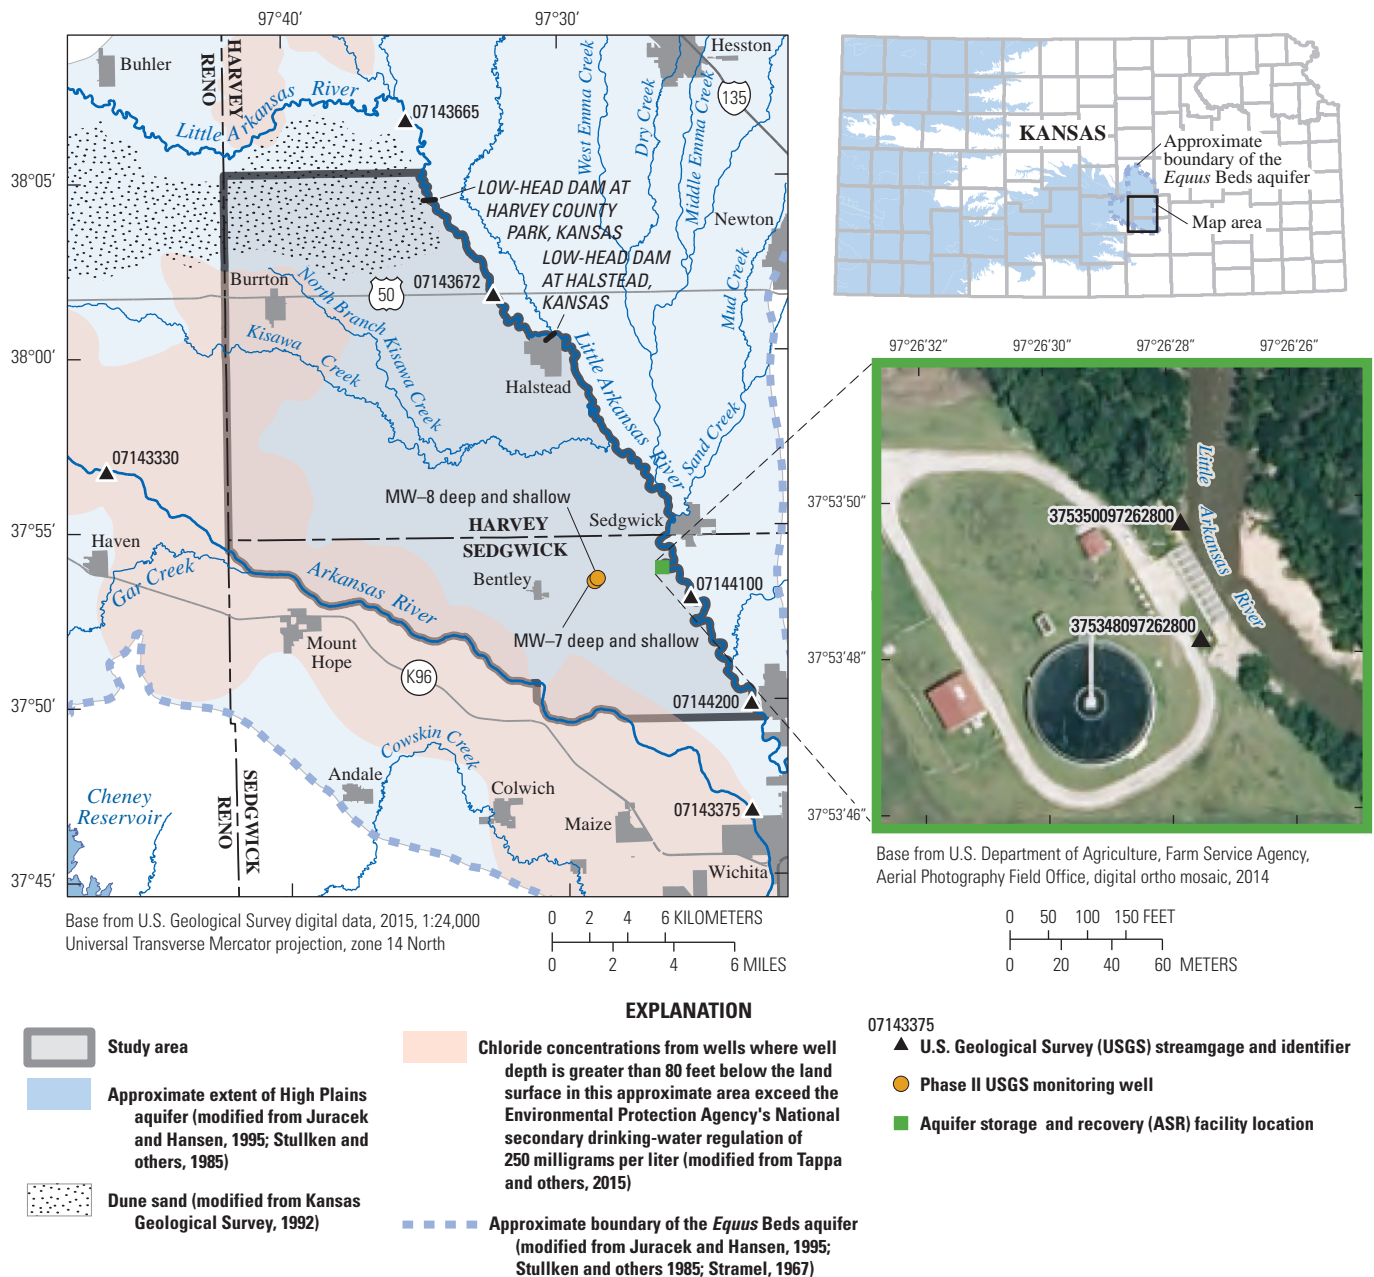 97°40′
97°30′
38°05′
38°00′
37°55′
37°50′
37°45′
Buhler
HARVEY
RENO
Little Arkansas River
07143665
Hesston
135
West Emma Creek
Dry Creek
Middle Emma Creek
LOW-HEAD DAM AT
HARVEY COUNTY
PARK, KANSAS
Newton
LOW-HEAD DAM
AT HALSTEAD,
KANSAS
Mud Creek
Burrton
50
07143672
North Branch Kisawa Creek
Kisawa Creek
Halstead
Little Arkansas River
Sand Creek
07143330
MW–8 deep and shallow
HARVEY
SEDGWICK
Sedgwick
Haven
Gar Creek
Arkansas River
Bentley
07144100
MW–7 deep and shallow
Mount
Hope
K96
07144200
Cowskin Creek
SEDGWICK
RENO
Andale
Colwich
Cheney
Reservoir
07143375
Maize
Wichita
KANSAS
Approximate
boundary of the
Equus Beds aquifer
Map area
97°26′32″
97°26′30″
97°26′28″
97°26′26″
37°53′50″
37°53′48″
37°53′46″
Little Arkansas River
375350097262800
375348097262800
Base from U.S. Geological Survey digital data, 2015, 1:24,000
Universal Transverse Mercator projection, zone 14 North
0 2 4 6 KILOMETERS
0 2 4 6 MILES
Base from U.S. Department of Agriculture, Farm Service Agency,
Aerial Photography Field Office, digital ortho mosaic, 2014
0 50 100 150 FEET
0 20 40 60 METERS
EXPLANATION
Study area
Approximate extent of High Plains
aquifer (modified from Juracek
and Hansen, 1995; Stullken and
others, 1985)
Dune sand (modified from Kansas
Geological Survey, 1992)
Chloride concentrations from wells where well
depth is greater than 80 feet below the land
surface in this approximate area exceed the
Environmental Protection Agency's National
secondary drinking-water regulation of
250 milligrams per liter (modified from Tappa
and others, 2015)
Approximate boundary of the Equus Beds aquifer
(modified from Juracek and Hansen, 1995;
Stullken and others 1985; Stramel, 1967)
07143375
U.S. Geological Survey (USGS) streamgage and identifier
Phase II USGS monitoring well
Aquifer storage and recovery (ASR) facility location